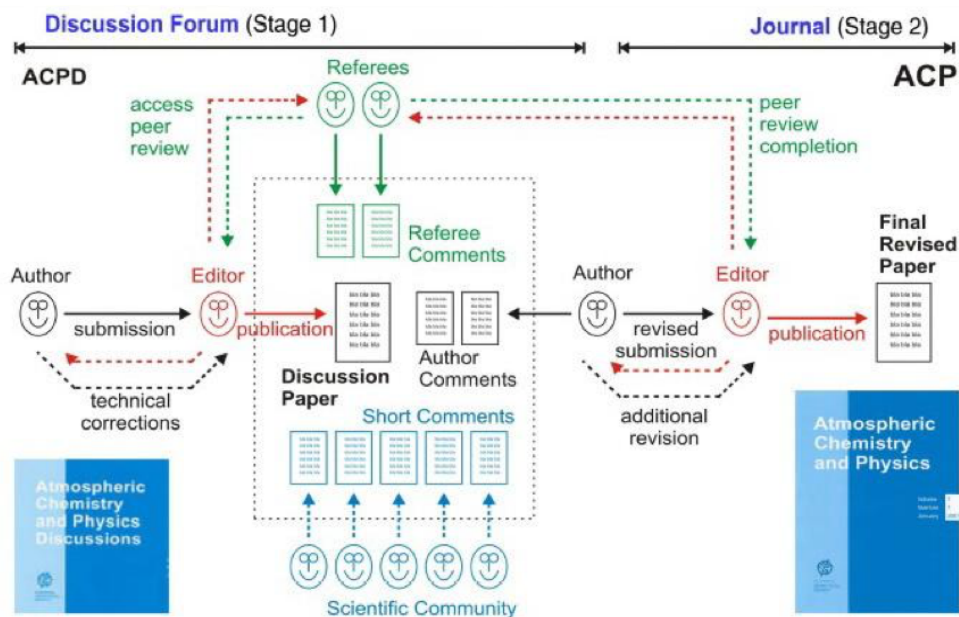 Discussion Forum (Stage 1)
Journal (Stage 2)
ACPD
ACP
Referees
access
peer
review
peer
review
completion
Referee
Comments
Final
Revised
Paper
Author
Editor
submission
publication
technical
corrections
Discussion
Paper
Author
Comments
Author
Editor
revised
submission
publication
additional
revision
Short Comments
Scientific Community
Atmospheric
Chemistry
and Physics
Discussions
Atmospheric
Chemistry
and Physics